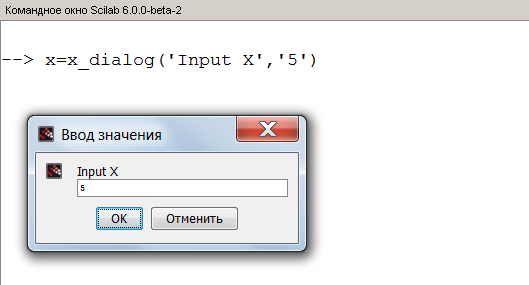 Командное окно Scilab 6.0.0-beta-2
--> x=x_dialog('Input X','5')
Ввод значения
Input X
5
OK Отменить